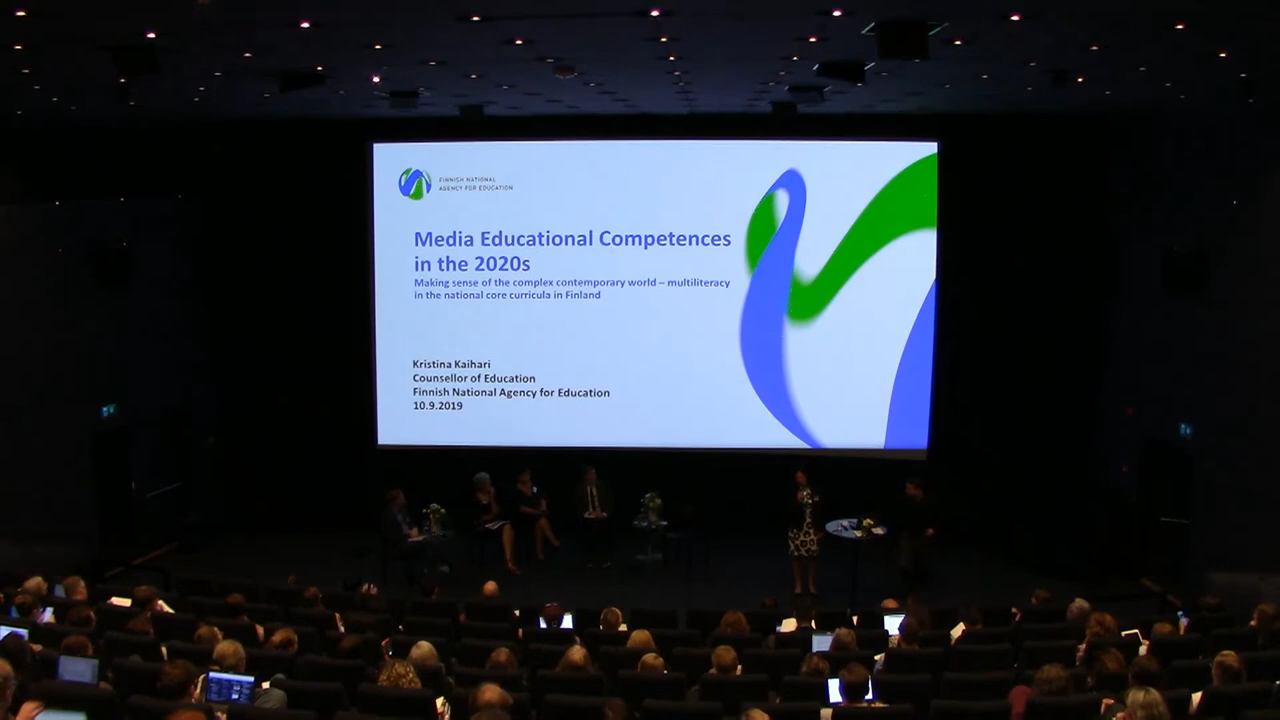 FINNISH NATIONAL
AGENCY FOR EDUCATION
Media Educational Competences
in the 2020s
Making sense of the complex contemporary world – multiliteracy
in the national core curricula in Finland
Kristina Kaihari
Counsellor of Education
Finnish National Agency for Education
10.9.2019